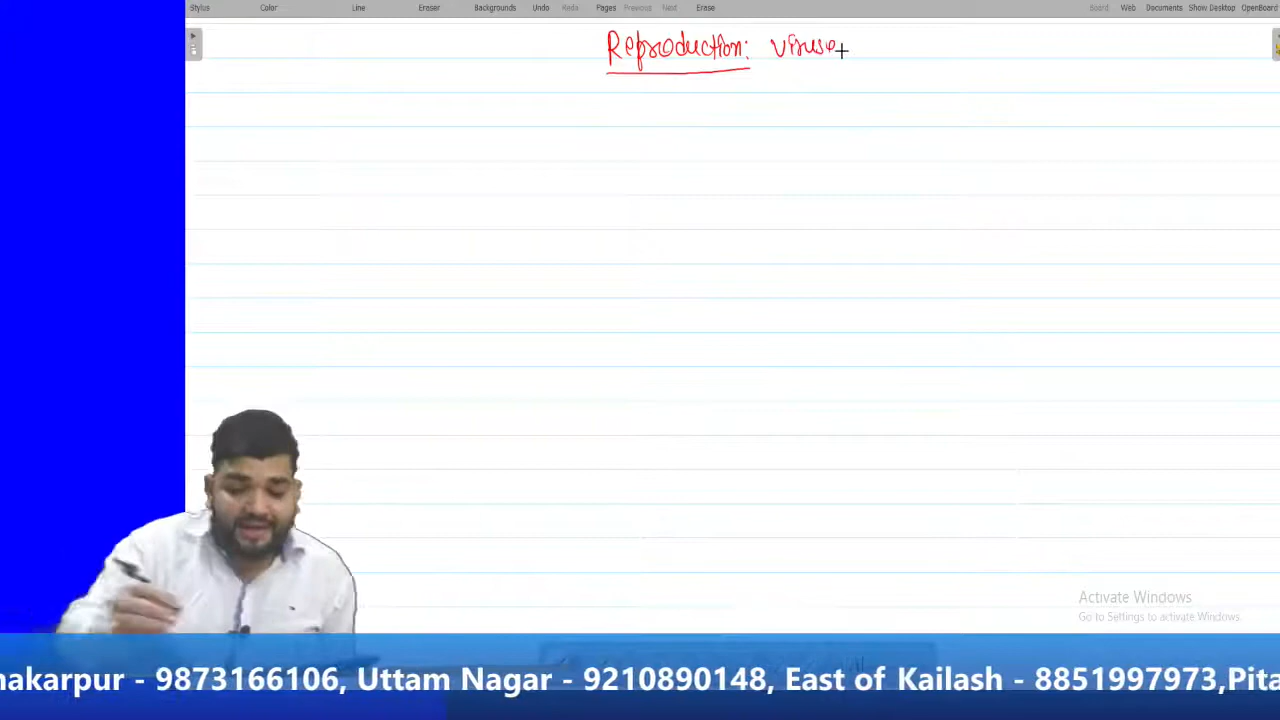 Stylus Color Line Eraser Backgrounds Undo Redo Pages Previous Next Erase Board Web Documents Show Desktop OpenBoard
Reproduction: viruse
Activate Windows
Go to Settings to activate Windows.
nakarpur - 9873166106, Uttam Nagar - 9210890148, East of Kailash - 8851997973,Pita